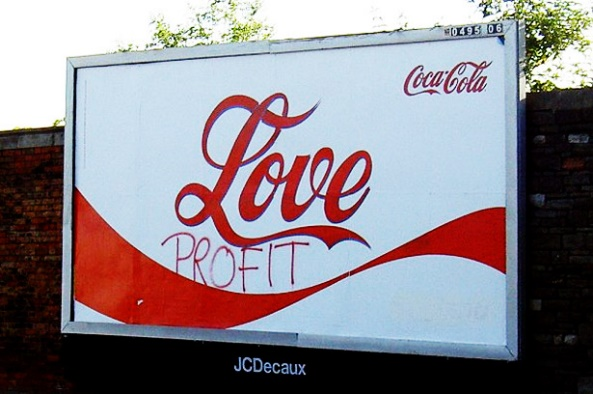 0495 06
Coca-Cola
Love
PROFIT
JCDecaux